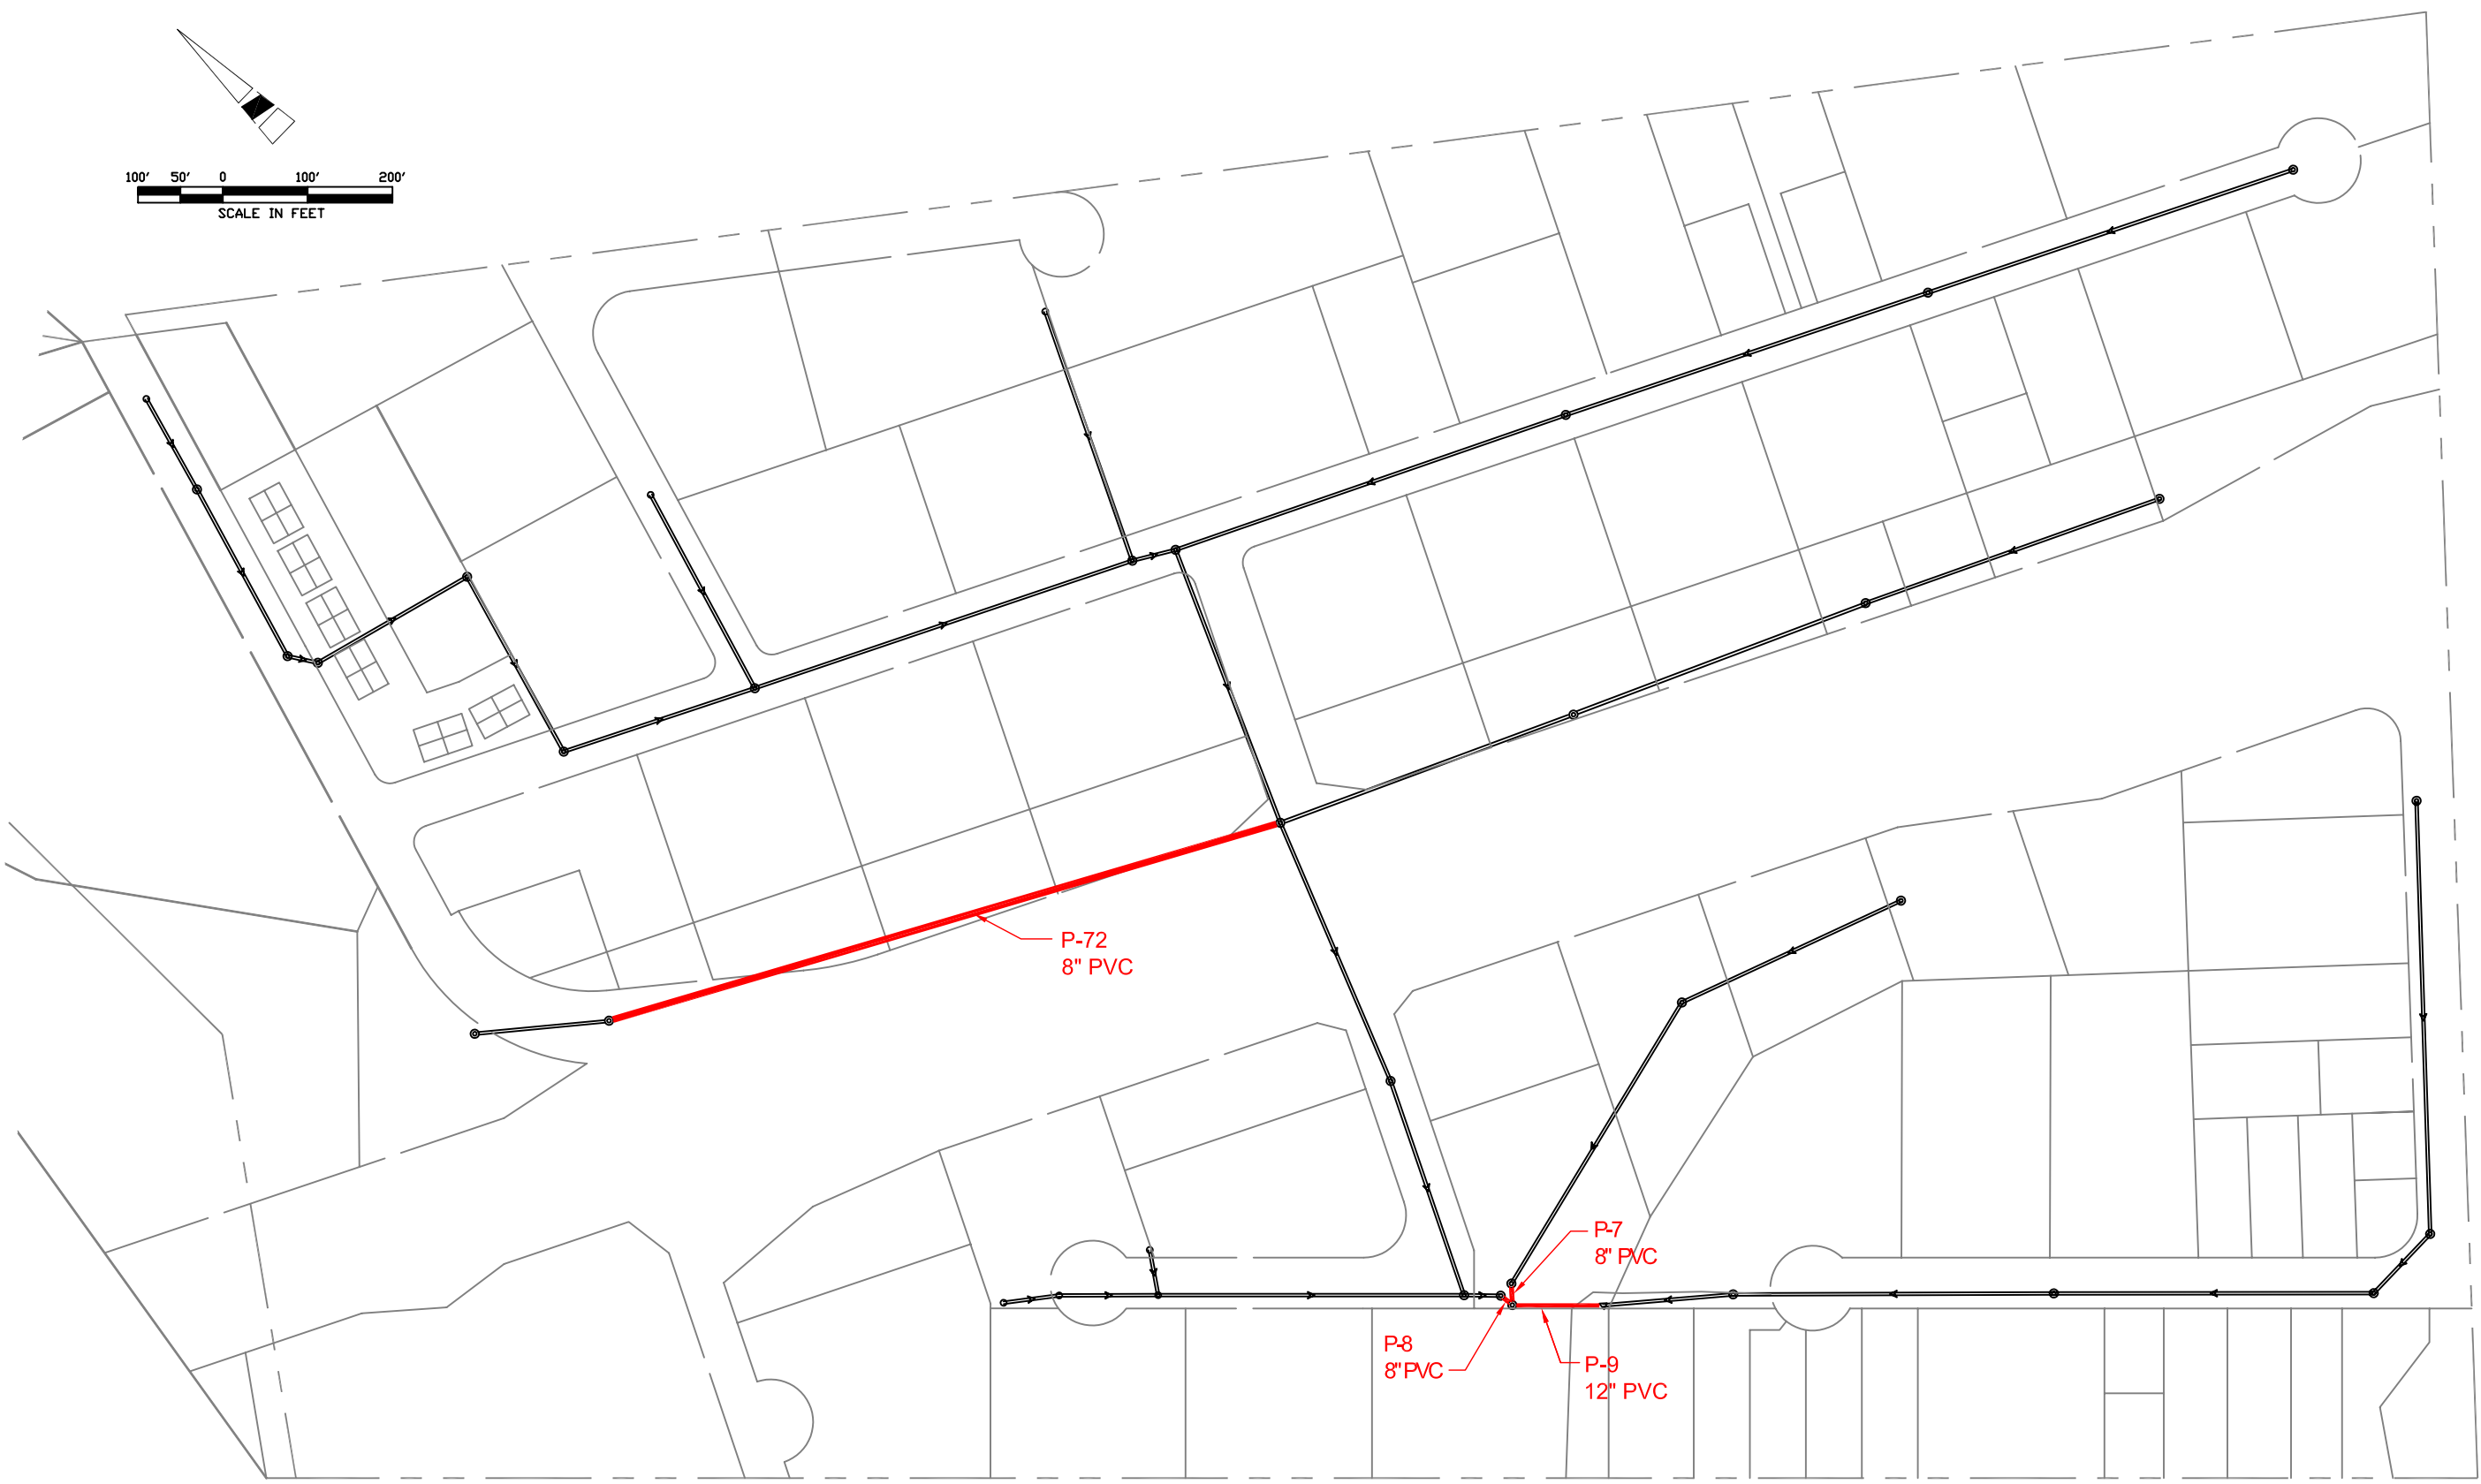 100' 50' 0 100' 200'
SCALE IN FEET
P-72
8" PVC
P-7
8" PVC
P-8
8" PVC
P-9
12" PVC